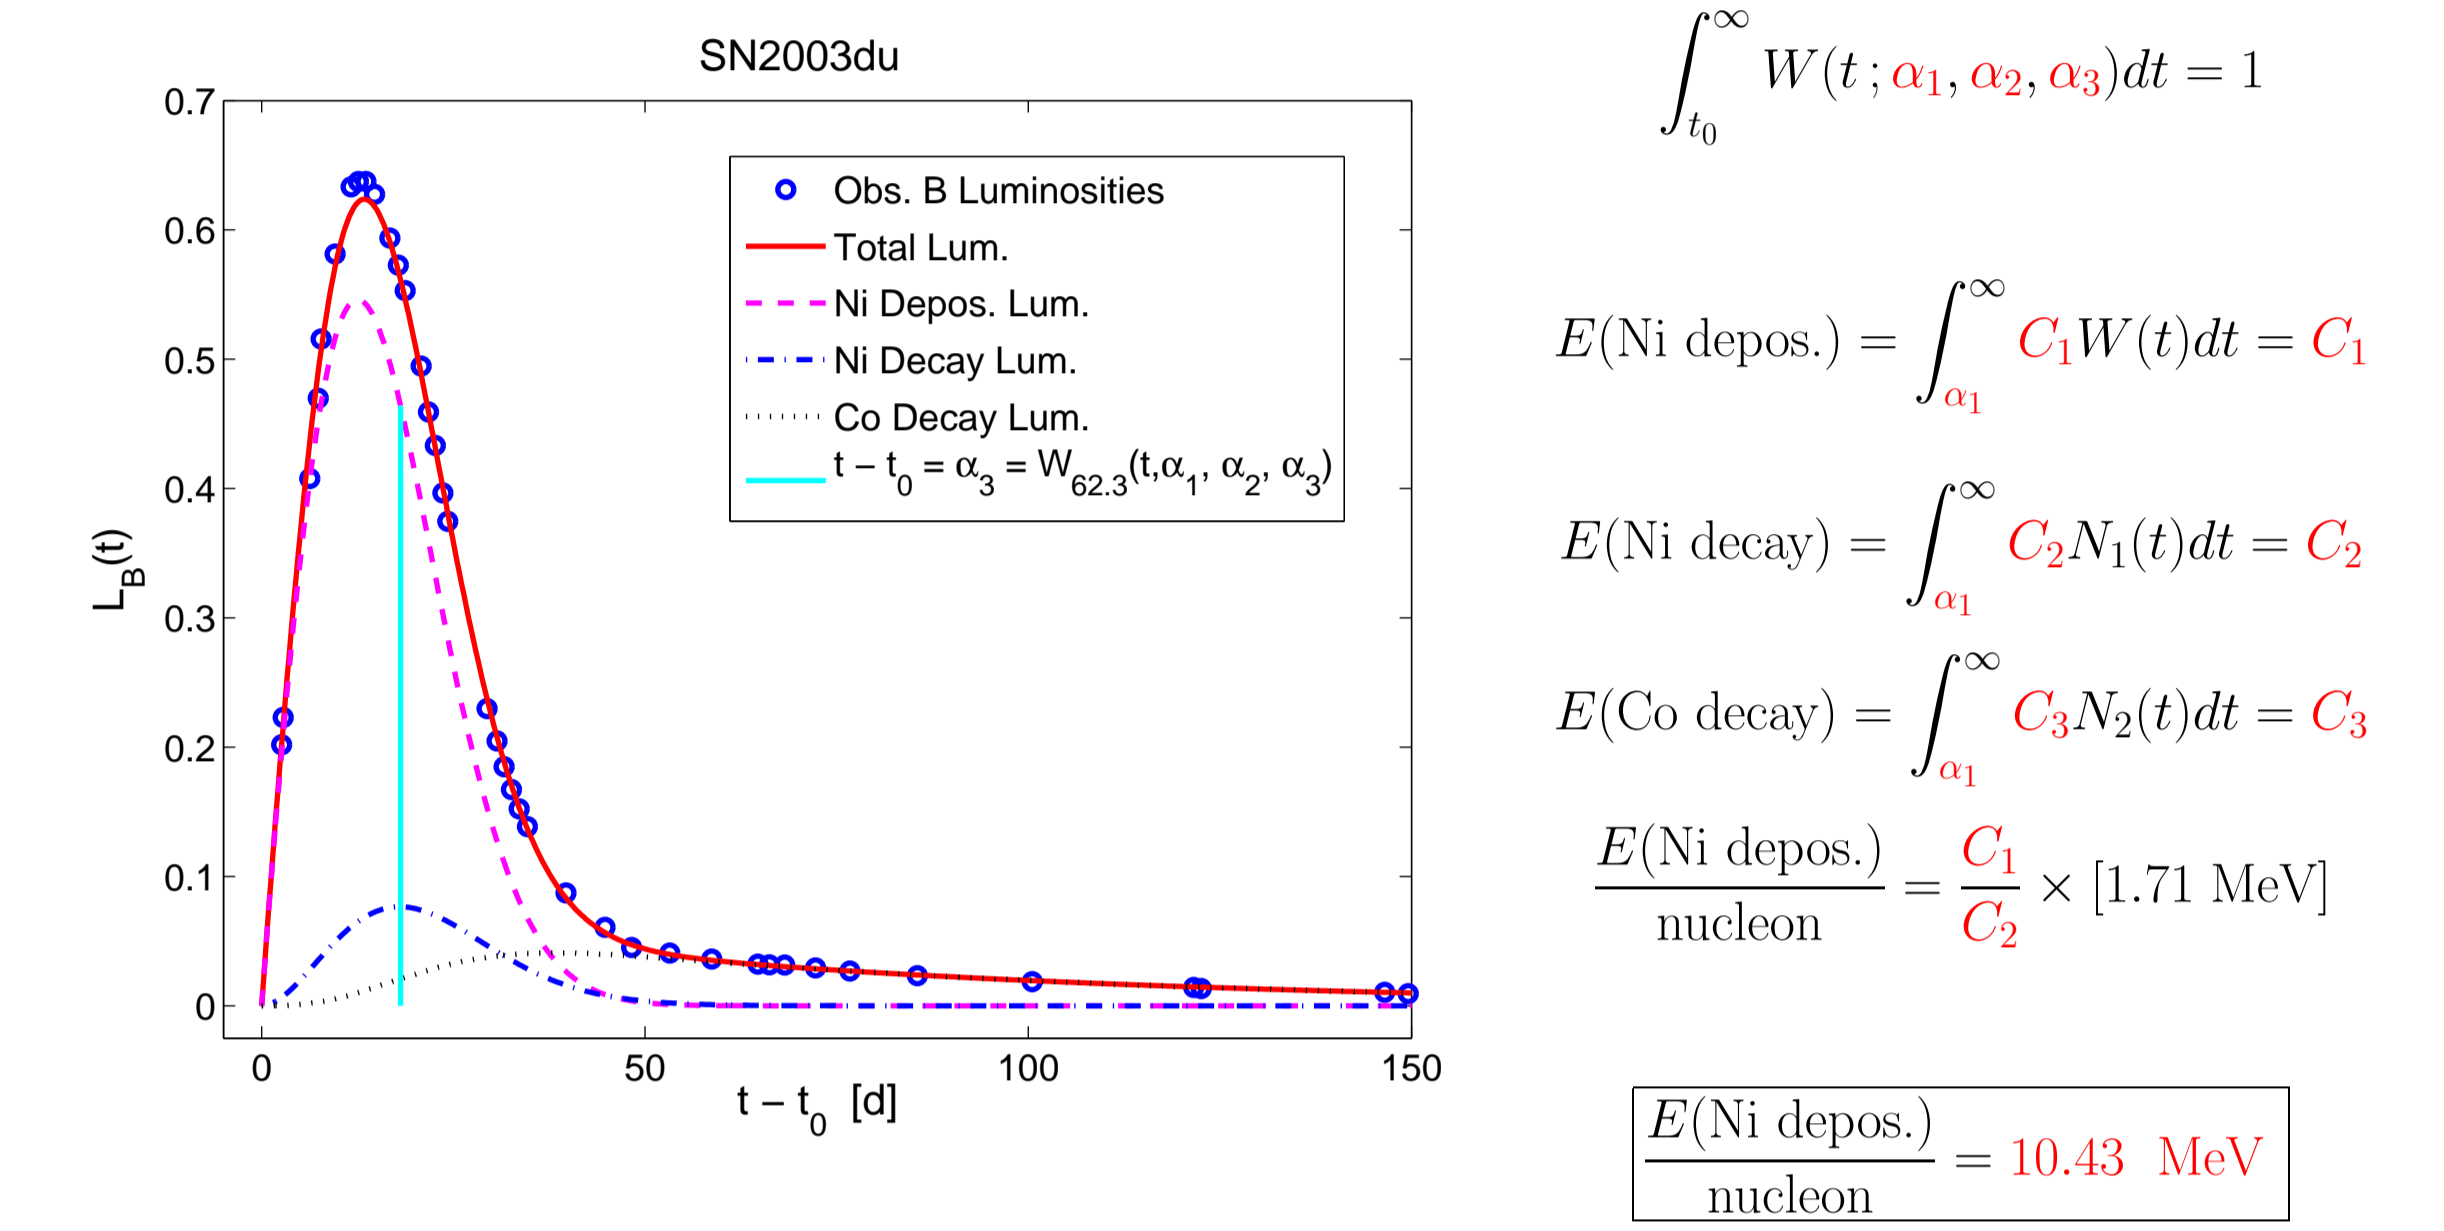 SN2003du
0.7
0.6
0.5
0.4
0.3
0.2
0.1
0
L_B(t)
0 50 100 150
t – t_0 [d]
Obs. B Luminosities
Total Lum.
Ni Depos. Lum.
Ni Decay Lum.
Co Decay Lum.
t – t_0 = α_3 = W_{62.3}(t,α_1, α_2, α_3)
∫_{t_0}^{∞} W(t ; α_1, α_2, α_3)dt = 1
E(Ni depos.) = ∫_{α_1}^{∞} C_1W(t)dt = C_1
E(Ni decay) = ∫_{α_1}^{∞} C_2N_1(t)dt = C_2
E(Co decay) = ∫_{α_1}^{∞} C_3N_2(t)dt = C_3
E(Ni depos.)/nucleon = C_1/C_2 × [1.71 MeV]
E(Ni depos.)/nucleon = 10.43 MeV